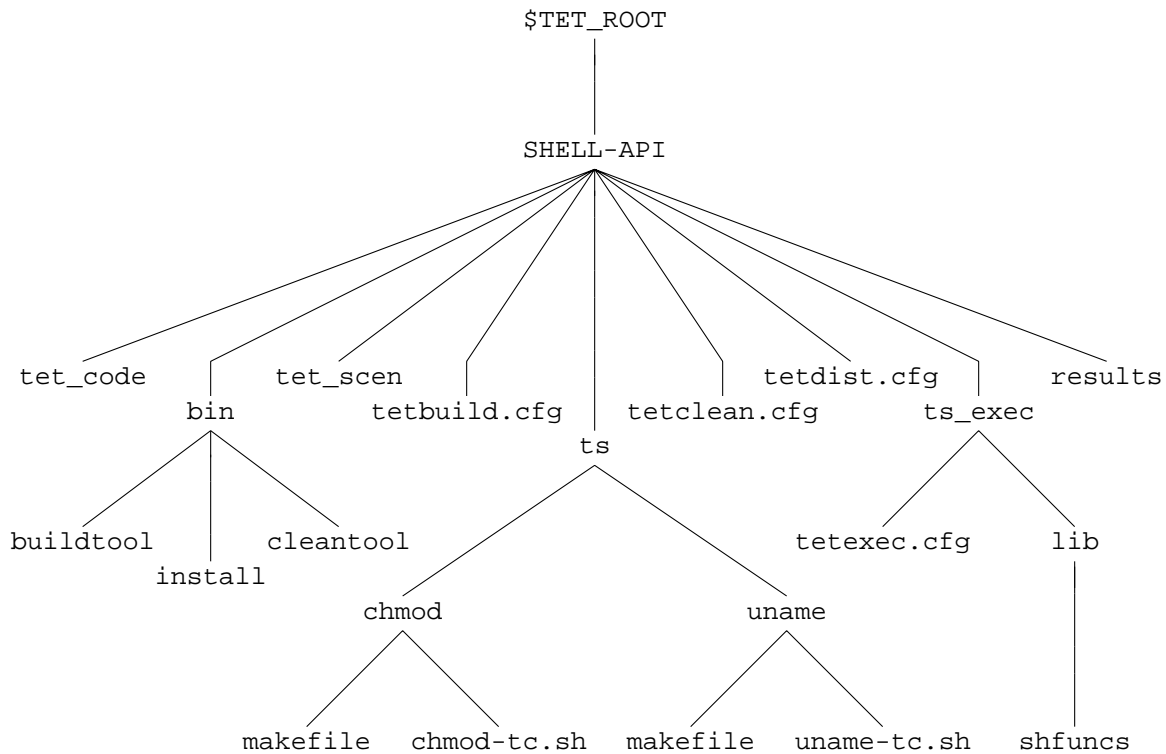 $TET_ROOT
SHELL-API
tet_code tet_scen tetdist.cfg results
bin tetbuild.cfg tetclean.cfg ts_exec
ts
buildtool cleantool tetexec.cfg lib
install
chmod uname
makefile chmod-tc.sh makefile uname-tc.sh shfuncs